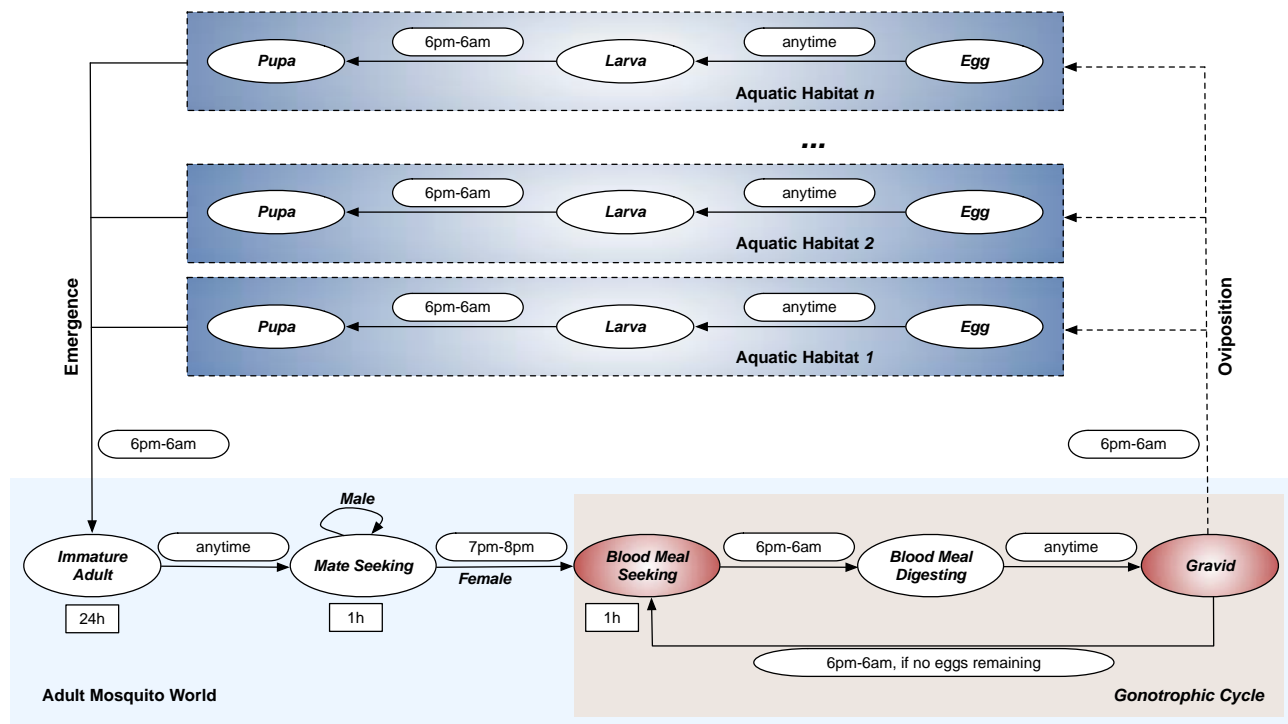 6pm-6am
anytime
Pupa
Larva
Egg
Aquatic Habitat n
...
6pm-6am
anytime
Pupa
Larva
Egg
Aquatic Habitat 2
6pm-6am
anytime
Pupa
Larva
Egg
Aquatic Habitat 1
Emergence
Oviposition
6pm-6am
6pm-6am
Male
Immature
Adult
anytime
Mate Seeking
7pm-8pm
Female
Blood Meal
Seeking
6pm-6am
Blood Meal
Digesting
anytime
Gravid
24h
1h
1h
6pm-6am, if no eggs remaining
Adult Mosquito World
Gonotrophic Cycle